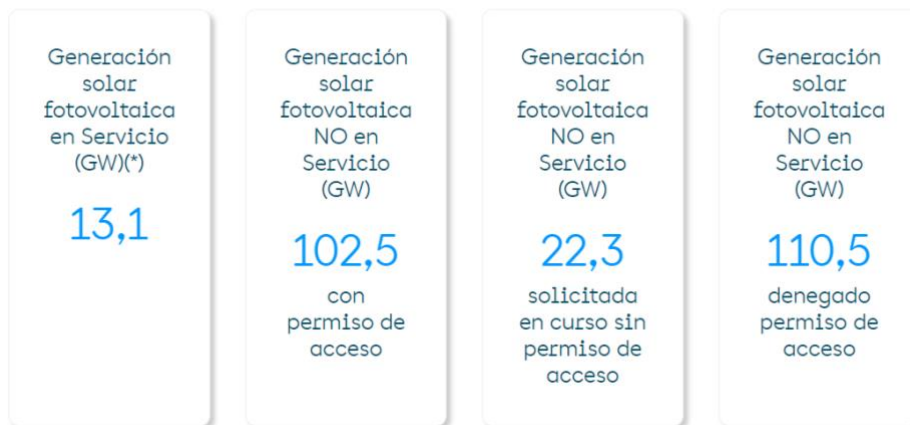 Generación
solar
fotovoltaica
en Servicio
(GW)(*)
13,1
Generación
solar
fotovoltaica
NO en
Servicio
(GW)
102,5
con
permiso de
acceso
Generación
solar
fotovoltaica
NO en
Servicio
(GW)
22,3
solicitada
en curso sin
permiso de
acceso
Generación
solar
fotovoltaica
NO en
Servicio
(GW)
110,5
denegado
permiso de
acceso